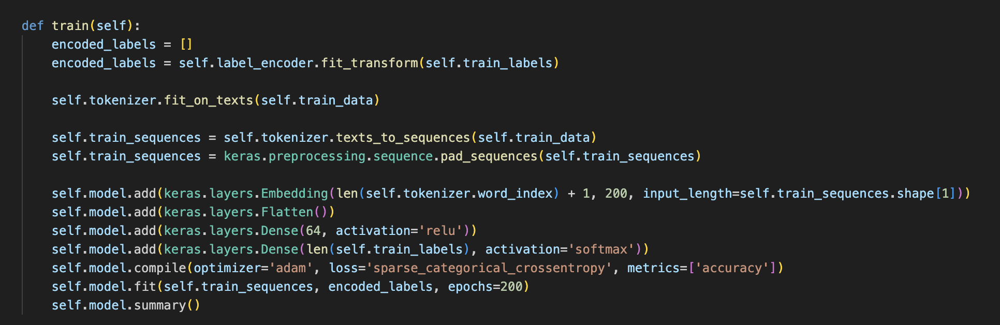 def train(self):
    encoded_labels = []
    encoded_labels = self.label_encoder.fit_transform(self.train_labels)

    self.tokenizer.fit_on_texts(self.train_data)

    self.train_sequences = self.tokenizer.texts_to_sequences(self.train_data)
    self.train_sequences = keras.preprocessing.sequence.pad_sequences(self.train_sequences)

    self.model.add(keras.layers.Embedding(len(self.tokenizer.word_index) + 1, 200, input_length=self.train_sequences.shape[1]))
    self.model.add(keras.layers.Flatten())
    self.model.add(keras.layers.Dense(64, activation='relu'))
    self.model.add(keras.layers.Dense(len(self.train_labels), activation='softmax'))
    self.model.compile(optimizer='adam', loss='sparse_categorical_crossentropy', metrics=['accuracy'])
    self.model.fit(self.train_sequences, encoded_labels, epochs=200)
    self.model.summary()